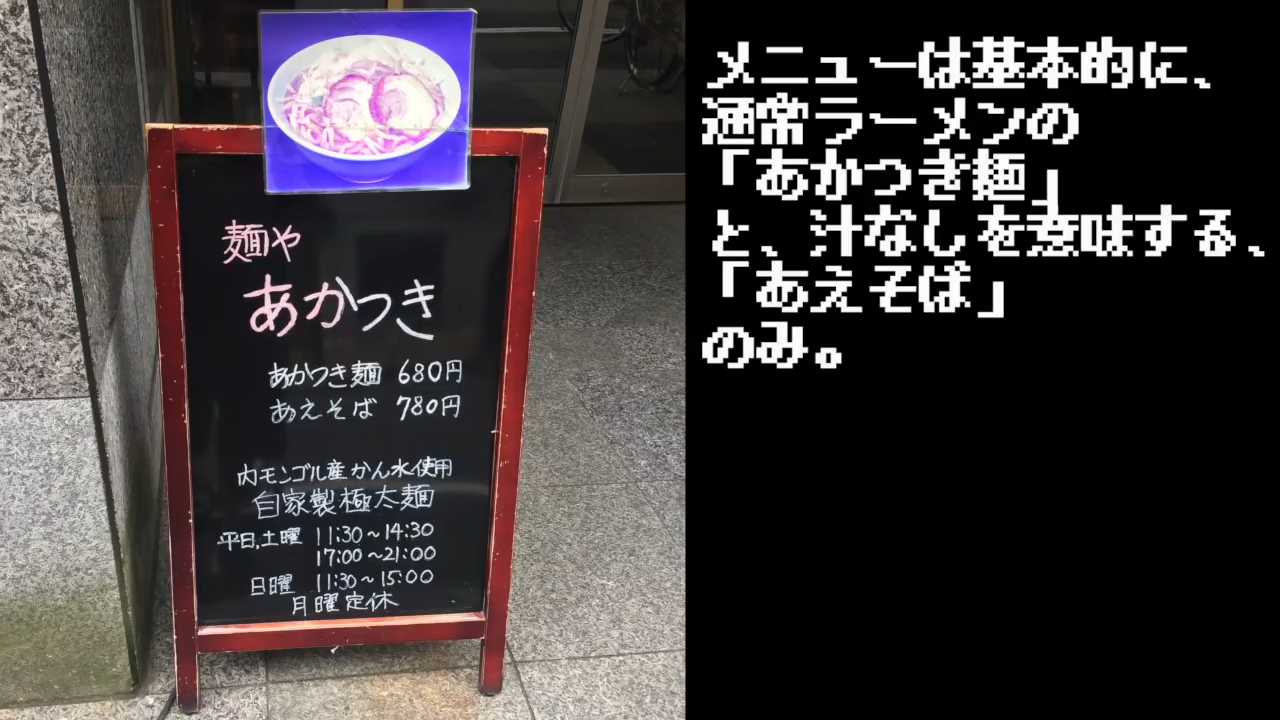 麺や
あかつき
あかつき麺 680円
あえそば 780円
内モンゴル産かん水使用
自家製極太麺
平日,土曜 11:30~14:30
17:00~21:00
日曜 11:30~15:00
月曜定休
メニューは基本的に、
通常ラーメンの
「あかつき麺」
と、汁なしを意味する、
「あえそば」
のみ。